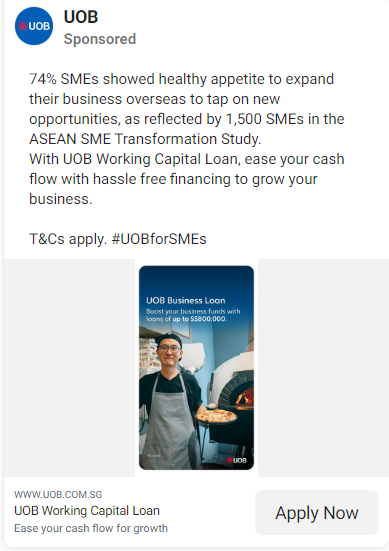 UOB
UOB
Sponsored
74% SMEs showed healthy appetite to expand
their business overseas to tap on new
opportunities, as reflected by 1,500 SMEs in the
ASEAN SME Transformation Study.
With UOB Working Capital Loan, ease your cash
flow with hassle free financing to grow your
business.
T&Cs apply. #UOBforSMEs
UOB Business Loan
Boost your business funds with
loans of up to S$800,000.
UOB
WWW.UOB.COM.SG
UOB Working Capital Loan
Ease your cash flow for growth
Apply Now